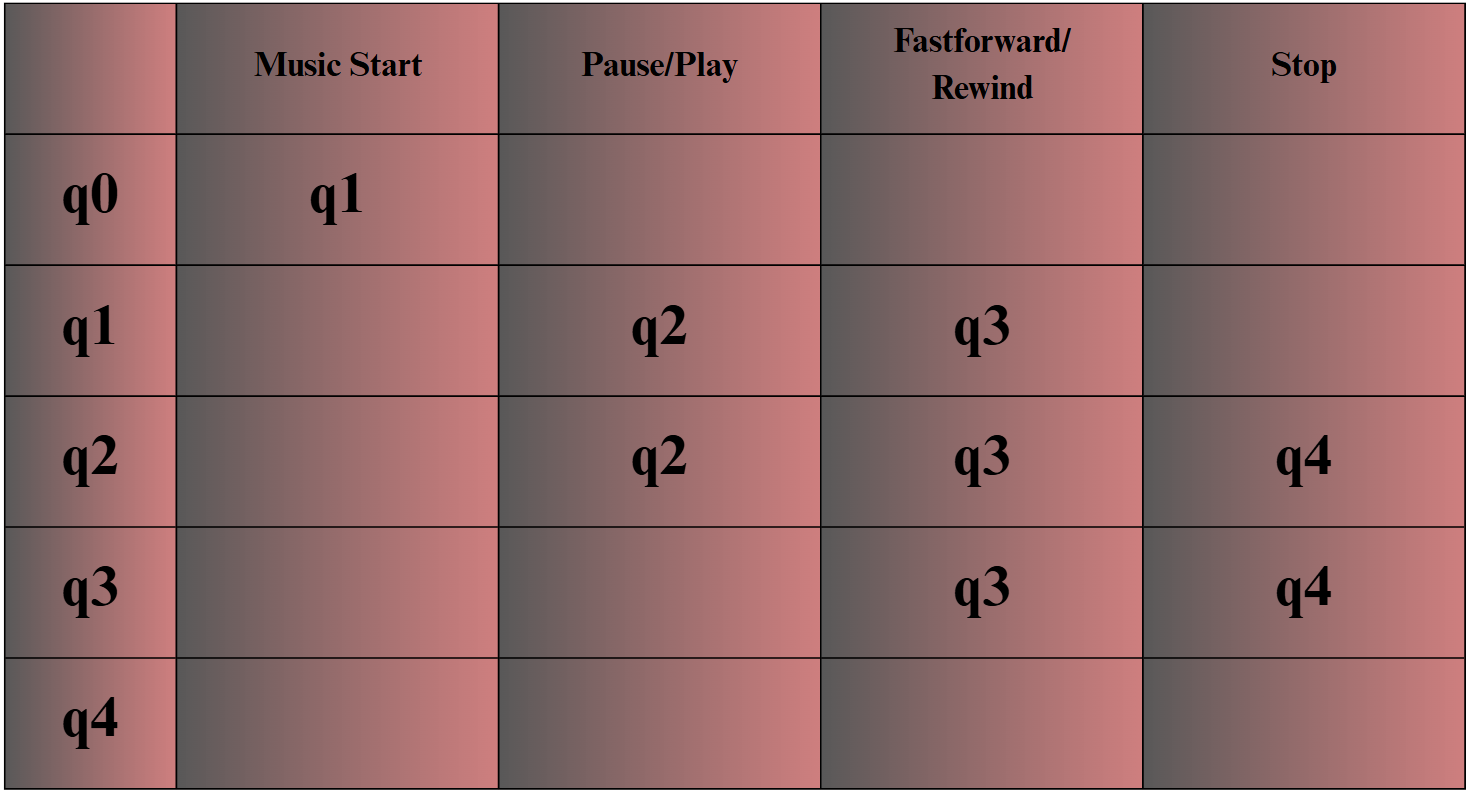 Music Start Pause/Play Fastforward/
Rewind Stop
q0 q1
q1 q2 q3
q2 q2 q3 q4
q3 q3 q4
q4